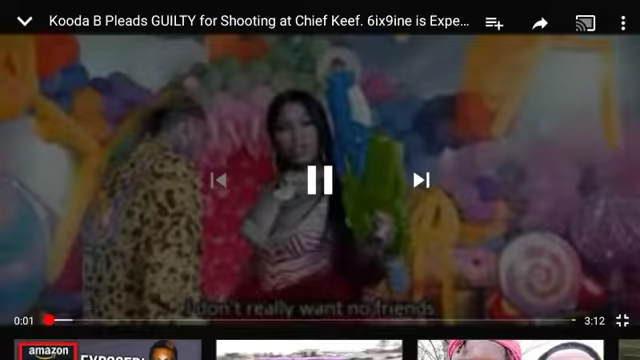 Kooda B Pleads GUILTY for Shooting at Chief Keef. 6ix9ine is Expe...
I don't really want no friends
0:01
3:12
amazon
EXPOSED!